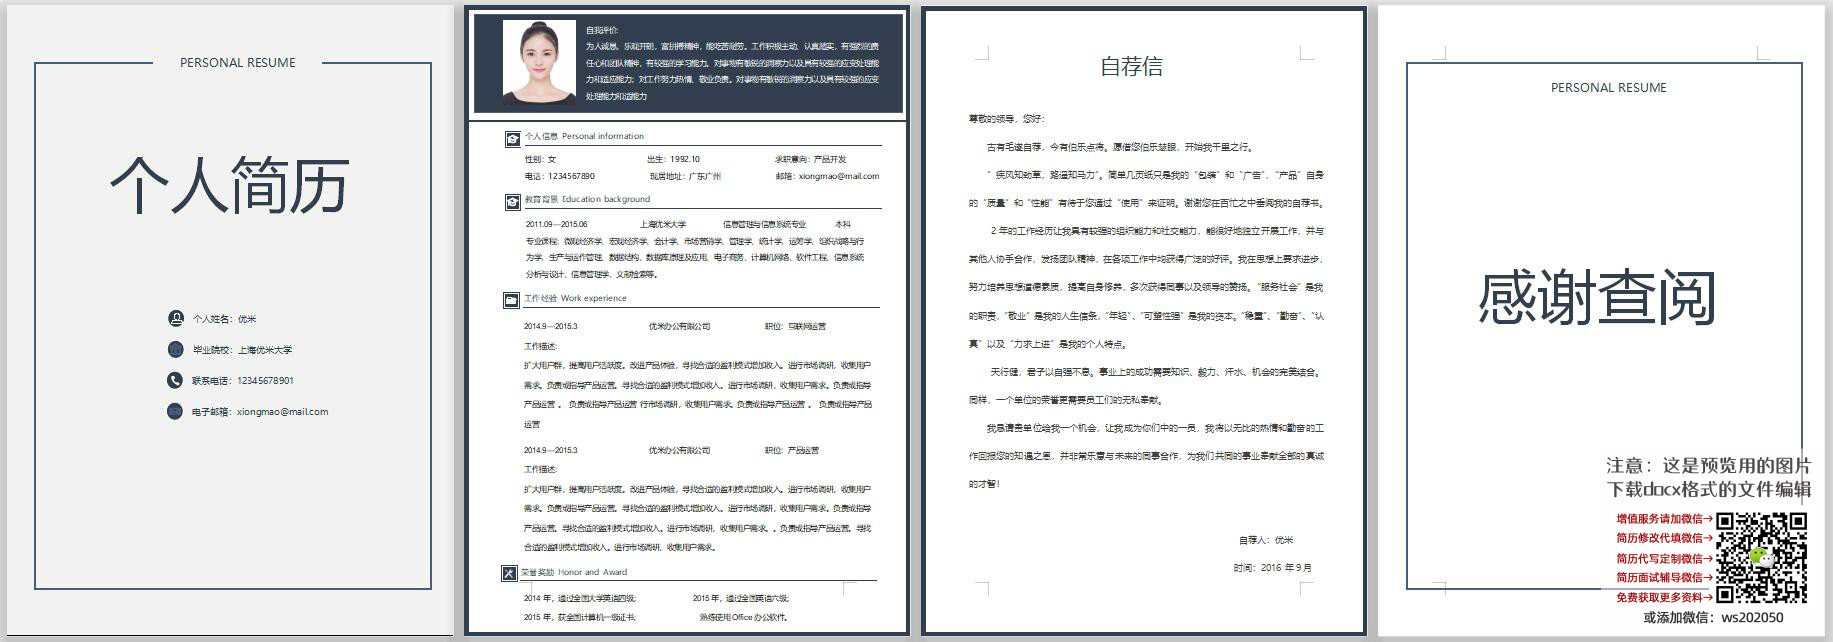 PERSONAL RESUME
个人简历
个人姓名：优米
毕业院校：上海优米大学
联系电话：12345678901
电子邮箱：xiongmao@mail.com
自我评价:
为人诚恳、乐观开朗，富拼搏精神，能吃苦耐劳。工作积极主动、认真踏实，有强烈的责
任心和团队精神，有较强的学习能力。对事物有敏锐的洞察力以及具有较强的应变处理能
力和适应能力；对工作努力热情、敬业负责。对事物有敏锐的洞察力以及具有较强的应变
处理能力和适能力
个人信息 Personal information
性别：女 出生：1992.10 求职意向：产品开发
电话：1234567890 现居地址：广东广州 邮箱：xiongmao@mail.com
教育背景 Education background
2011.09—2015.06 上海优米大学 信息管理与信息系统专业 本科
专业课程：微观经济学、宏观经济学、会计学、市场营销学、管理学、统计学、运筹学、组织战略与行
为学、生产与运作管理、数据结构、数据库原理及应用、电子商务、计算机网络、软件工程、信息系统
分析与设计、信息管理学、文献检索等。
工作经验 Work experience
2014.9—2015.3 优米办公有限公司 职位：互联网运营
工作描述:
扩大用户群，提高用户活跃度。改进产品体验，寻找合适的盈利模式增加收入。进行市场调研，收集用户
需求。负责或指导产品运营。寻找合适的盈利模式增加收入。进行市场调研，收集用户需求。负责或指导
产品运营 。 负责或指导产品运营 行市场调研，收集用户需求。负责或指导产品运营 。 负责或指导产品
运营
2014.9—2015.3 优米办公有限公司 职位：产品运营
工作描述:
扩大用户群，提高用户活跃度。改进产品体验，寻找合适的盈利模式增加收入。进行市场调研，收集用户
需求。负责或指导产品运营。寻找合适的盈利模式增加收入。进行市场调研，收集用户需求。负责或指导
产品运营。寻找合适的盈利模式增加收入。进行市场调研，收集用户需求。。负责或指导产品运营。寻找
合适的盈利模式增加收入。进行市场调研，收集用户需求。
荣誉奖励 Honor and Award
2014 年，通过全国大学英语四级; 2015 年，通过全国英语六级;
2015 年，获全国计算机一级证书; 熟练使用Office 办公软件。
自荐信
尊敬的领导，您好：
古有毛遂自荐，今有伯乐点将。愿借您伯乐慧眼，开始我千里之行。
“ 疾风知劲草，路遥知马力”。简单几页纸只是我的“包装”和“广告”，“产品”自身
的“质量”和“性能”有待于您通过“使用”来证明。谢谢您在百忙之中垂阅我的自荐书。
2 年的工作经历让我具有较强的组织能力和社交能力，能很好地独立开展工作，并与
其他人协手合作，发扬团队精神，在各项工作中均获得广泛的好评。我在思想上要求进步，
努力培养思想道德素质，提高自身修养，多次获得同事以及领导的赞扬。“服务社会”是我
的职责，“敬业”是我的人生信条，“年轻”、“可塑性强”是我的资本。“稳重”、“勤奋”、“认
真”以及“力求上进”是我的个人特点。
天行健，君子以自强不息。事业上的成功需要知识、毅力、汗水、机会的完美结合。
同样，一个单位的荣誉更需要员工们的无私奉献。
我恳请贵单位给我一个机会，让我成为你们中的一员，我将以无比的热情和勤奋的工
作回报您的知遇之恩，并非常乐意与未来的同事合作，为我们共同的事业奉献全部的真诚
的才智！
自荐人：优米
时间：2016 年 9 月
PERSONAL RESUME
感谢查阅
注意：这是预览用的图片
下载docx格式的文件编辑
增值服务请加微信→
简历修改代填微信→
简历代写定制微信→
简历面试辅导微信→
免费获取更多资料→
或添加微信：ws202050